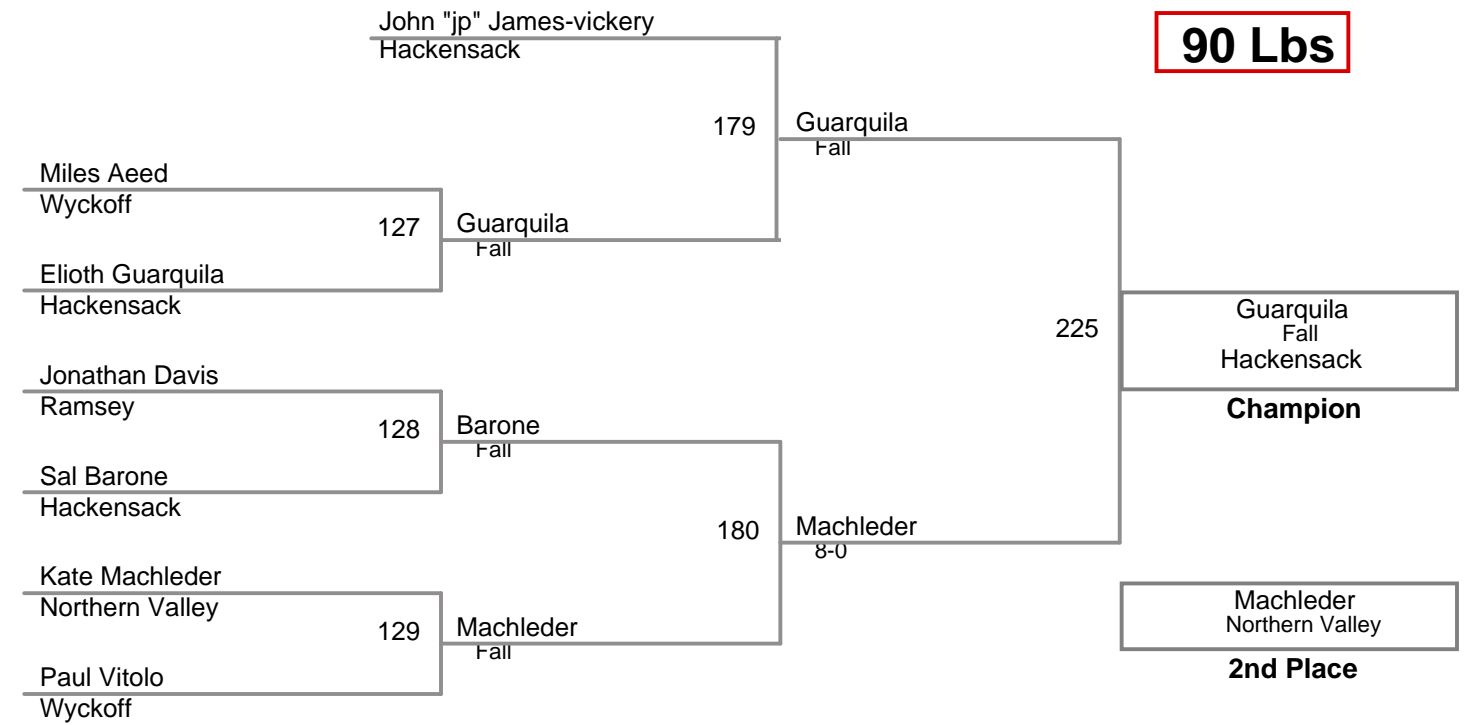 John "jp" James-vickery
Hackensack
90 Lbs
179
Guarquila
Fall
Miles Aeed
Wyckoff
127
Guarquila
Fall
Elioth Guarquila
Hackensack
225
Guarquila
Fall
Hackensack
Champion
Jonathan Davis
Ramsey
128
Barone
Fall
Sal Barone
Hackensack
180
Machleder
8-0
Kate Machleder
Northern Valley
129
Machleder
Fall
Paul Vitolo
Wyckoff
Machleder
Northern Valley
2nd Place